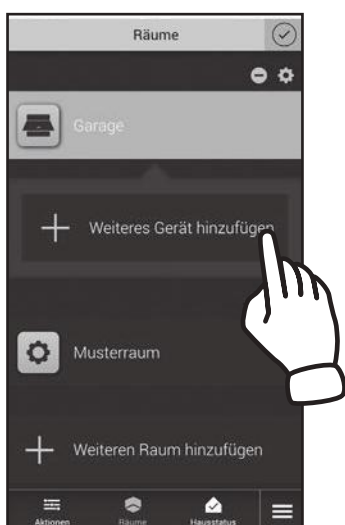 Räume
Garage
Weiteres Gerät hinzufügen
Musterraum
Weiteren Raum hinzufügen
Aktionen Räume Hausstatus